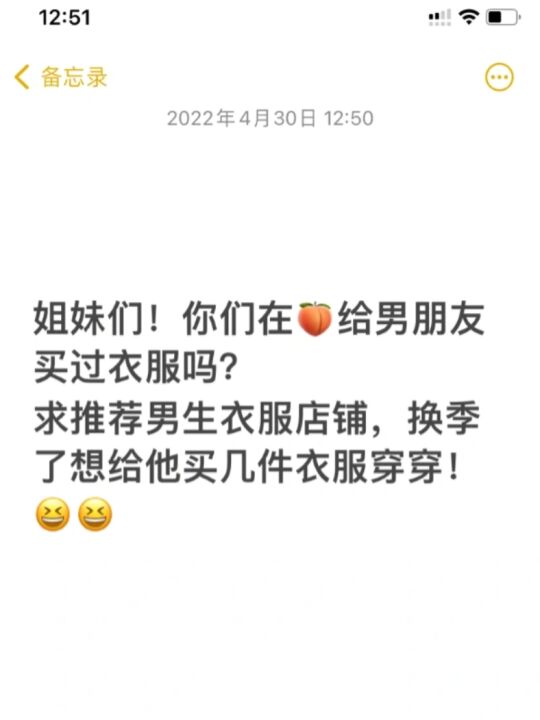 12:51
备忘录
2022年4月30日 12:50
姐妹们！你们在🍑给男朋友
买过衣服吗？
求推荐男生衣服店铺，换季
了想给他买几件衣服穿穿！
😆😆